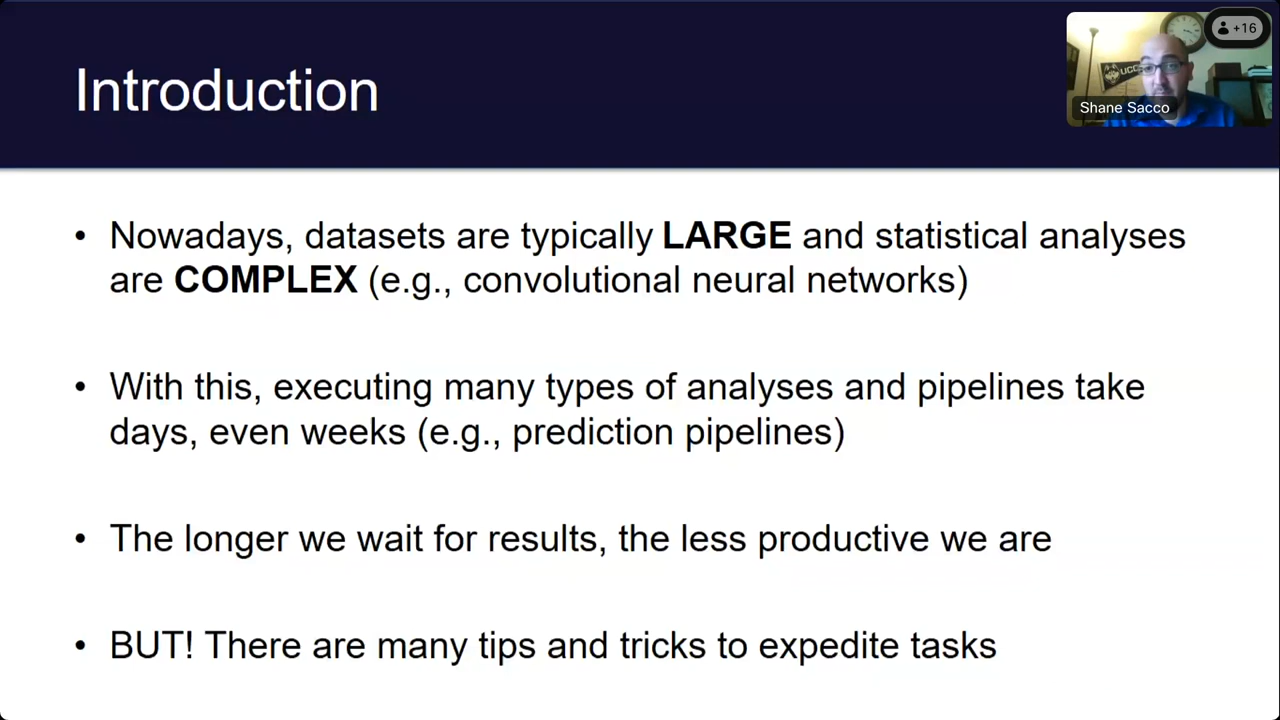 Introduction
+16
UCO
Shane Sacco
• Nowadays, datasets are typically LARGE and statistical analyses
are COMPLEX (e.g., convolutional neural networks)
• With this, executing many types of analyses and pipelines take
days, even weeks (e.g., prediction pipelines)
• The longer we wait for results, the less productive we are
• BUT! There are many tips and tricks to expedite tasks